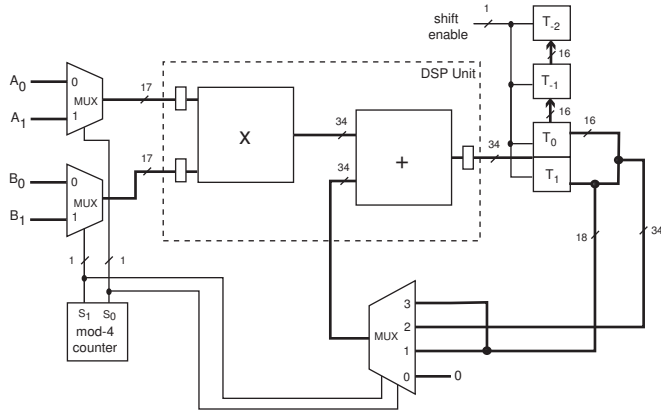 1
shift
enable
T-2
16
T-1
16
DSP Unit
A0
0
MUX
17
A1
1
X
34
34
+
34
T0
16
T1
17
B0
0
MUX
B1
1
18
34
1
1
S1 S0
mod-4
counter
3
2
MUX
1
0
0